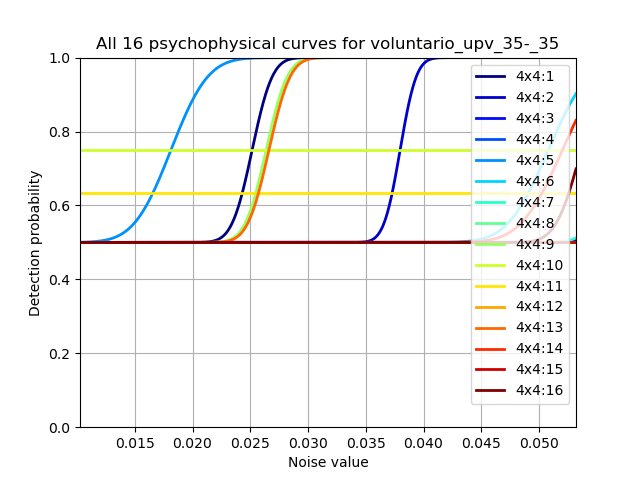 All 16 psychophysical curves for voluntario_upv_35-_35
1.0
0.8
0.6
0.4
0.2
0.0
Detection probability
4x4:1
4x4:2
4x4:3
4x4:4
4x4:5
4x4:6
4x4:7
4x4:8
4x4:9
4x4:10
4x4:11
4x4:12
4x4:13
4x4:14
4x4:15
4x4:16
0.015 0.020 0.025 0.030 0.035 0.040 0.045 0.050
Noise value